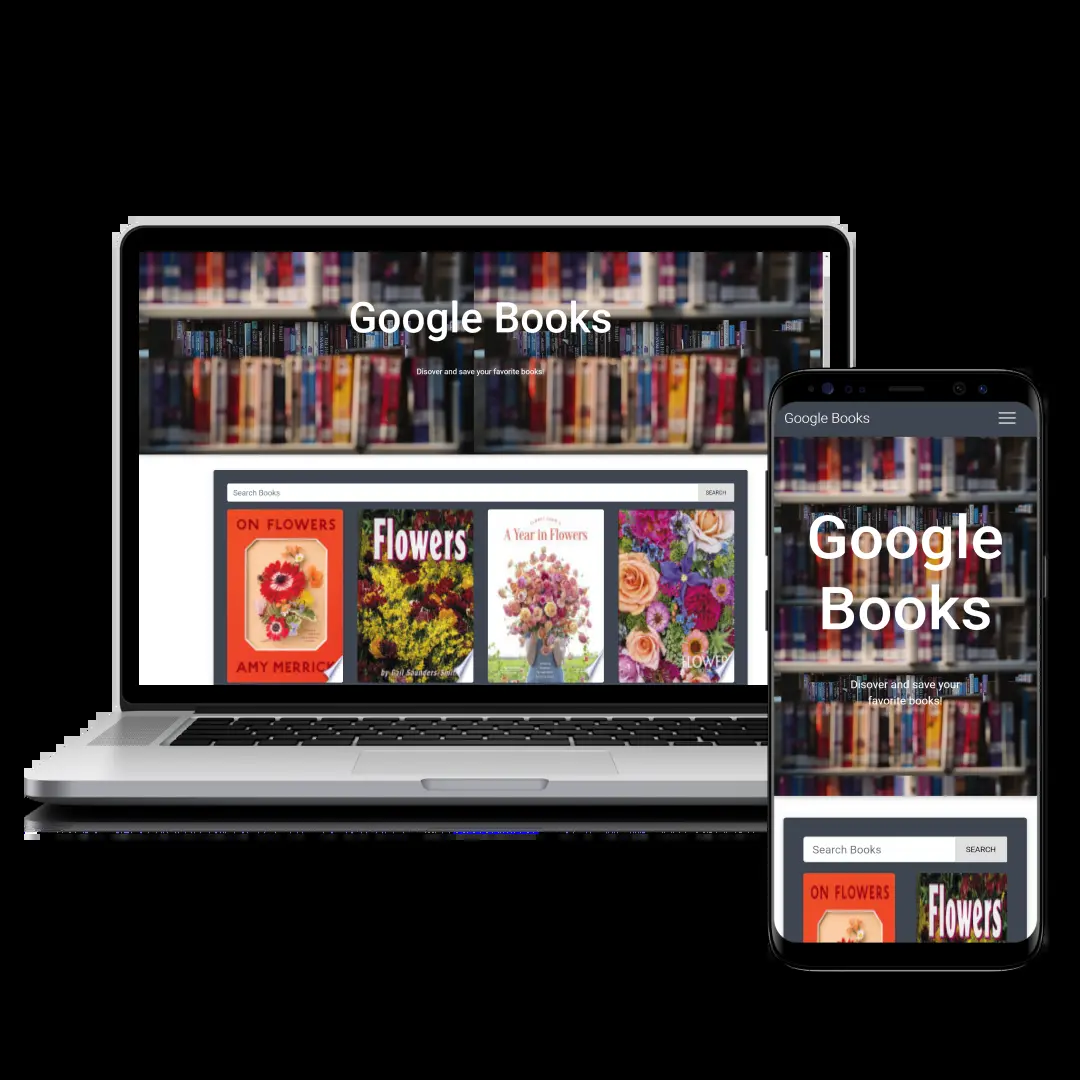 Google Books
Disover and save your favorite books!
Search Books
SEARCH
ON FLOWERS
AMY MERRICK
Flowers
by Gail Saunders-Smith
A Year in Flowers
FLOWER
Google Books
Google
Books
Disover and save your
favorite books!
Search Books
SEARCH
ON FLOWERS
Flowers